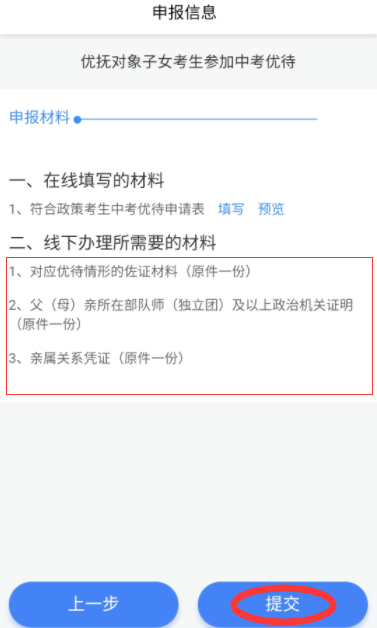 申报信息
优抚对象子女考生参加中考优待
申报材料
一、在线填写的材料
1、符合政策考生中考优待申请表 填写 预览
二、线下办理所需要的材料
1、对应优待情形的佐证材料（原件一份）
2、父（母）亲所在部队师（独立团）及以上政治机关证明
（原件一份）
3、亲属关系凭证（原件一份）
上一步 提交